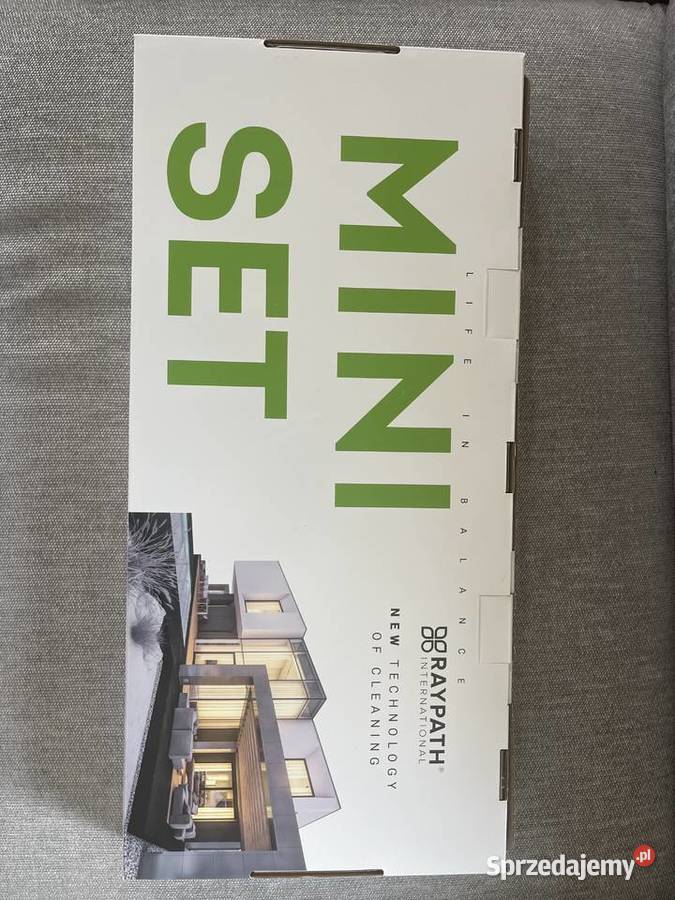 LIFE IN BALANCE
MINI
SET
RAYPATH®
INTERNATIONAL
NEW TECHNOLOGY
OF CLEANING
Sprzedajemy.pl